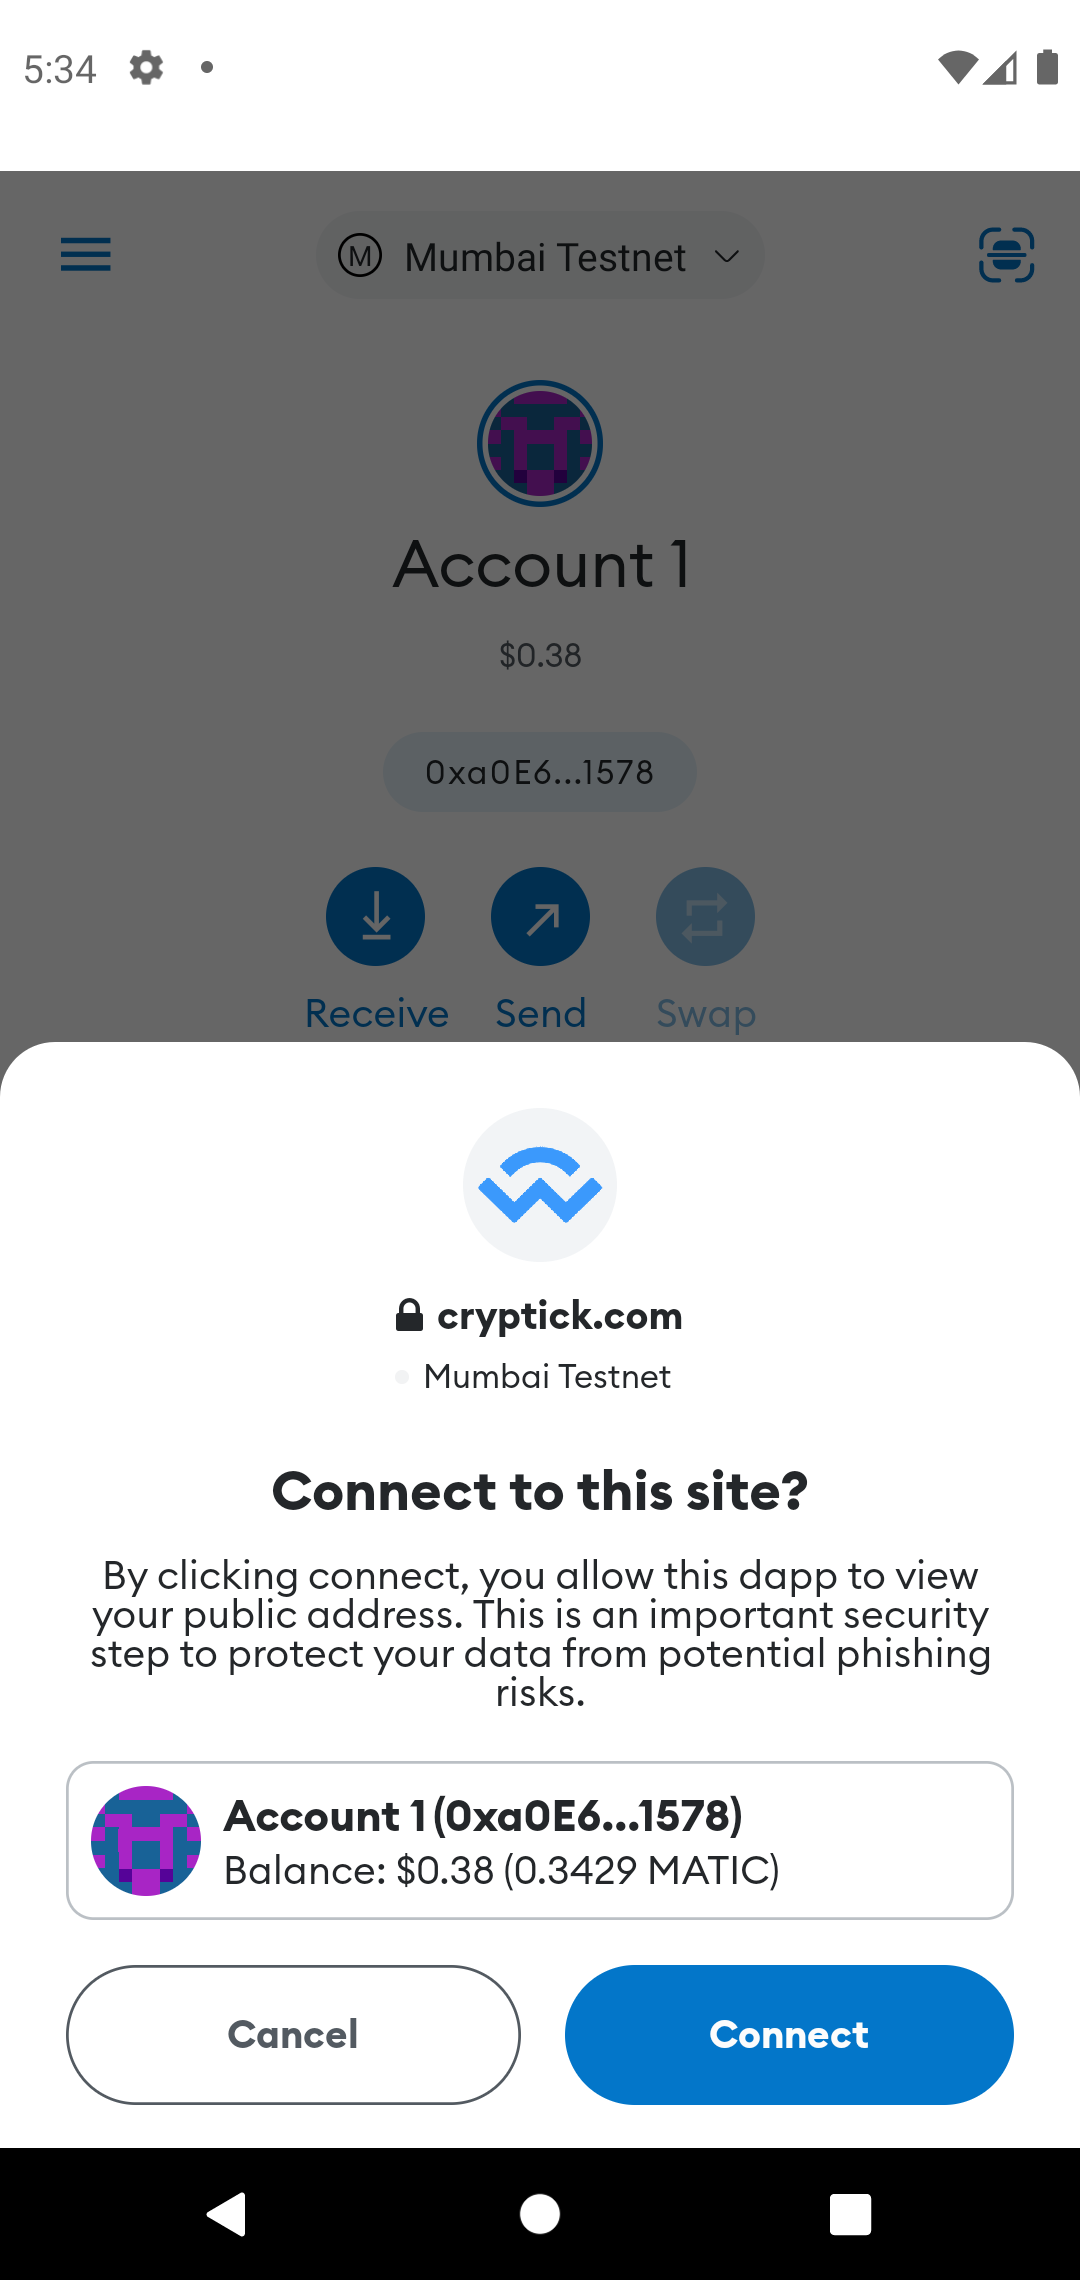 5:34
M Mumbai Testnet
Account 1
$0.38
0xa0E6...1578
Receive Send Swap
cryptick.com
Mumbai Testnet
Connect to this site?
By clicking connect, you allow this dapp to view
your public address. This is an important security
step to protect your data from potential phishing
risks.
Account 1 (0xa0E6...1578)
Balance: $0.38 (0.3429 MATIC)
Cancel Connect